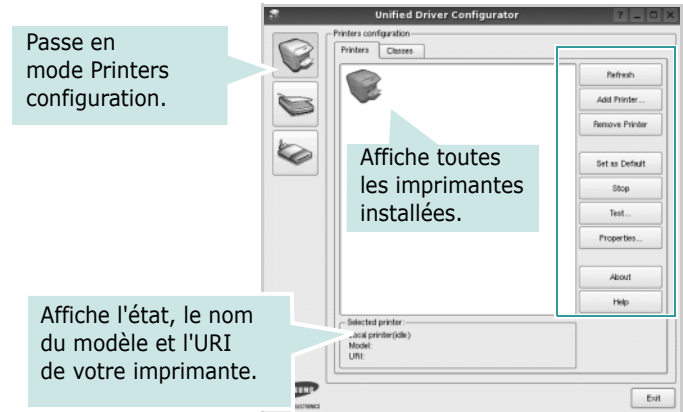 Unified Driver Configurator
Passe en
mode Printers
configuration.
Printers configuration
Printers Classes
Refresh
Add Printer...
Remove Printer
Set as Default
Stop
Test...
Properties...
About
Help
Affiche toutes
les imprimantes
installées.
Affiche l'état, le nom
du modèle et l'URI
de votre imprimante.
Selected printer:
Local printer(idle)
Model:
URI:
Exit